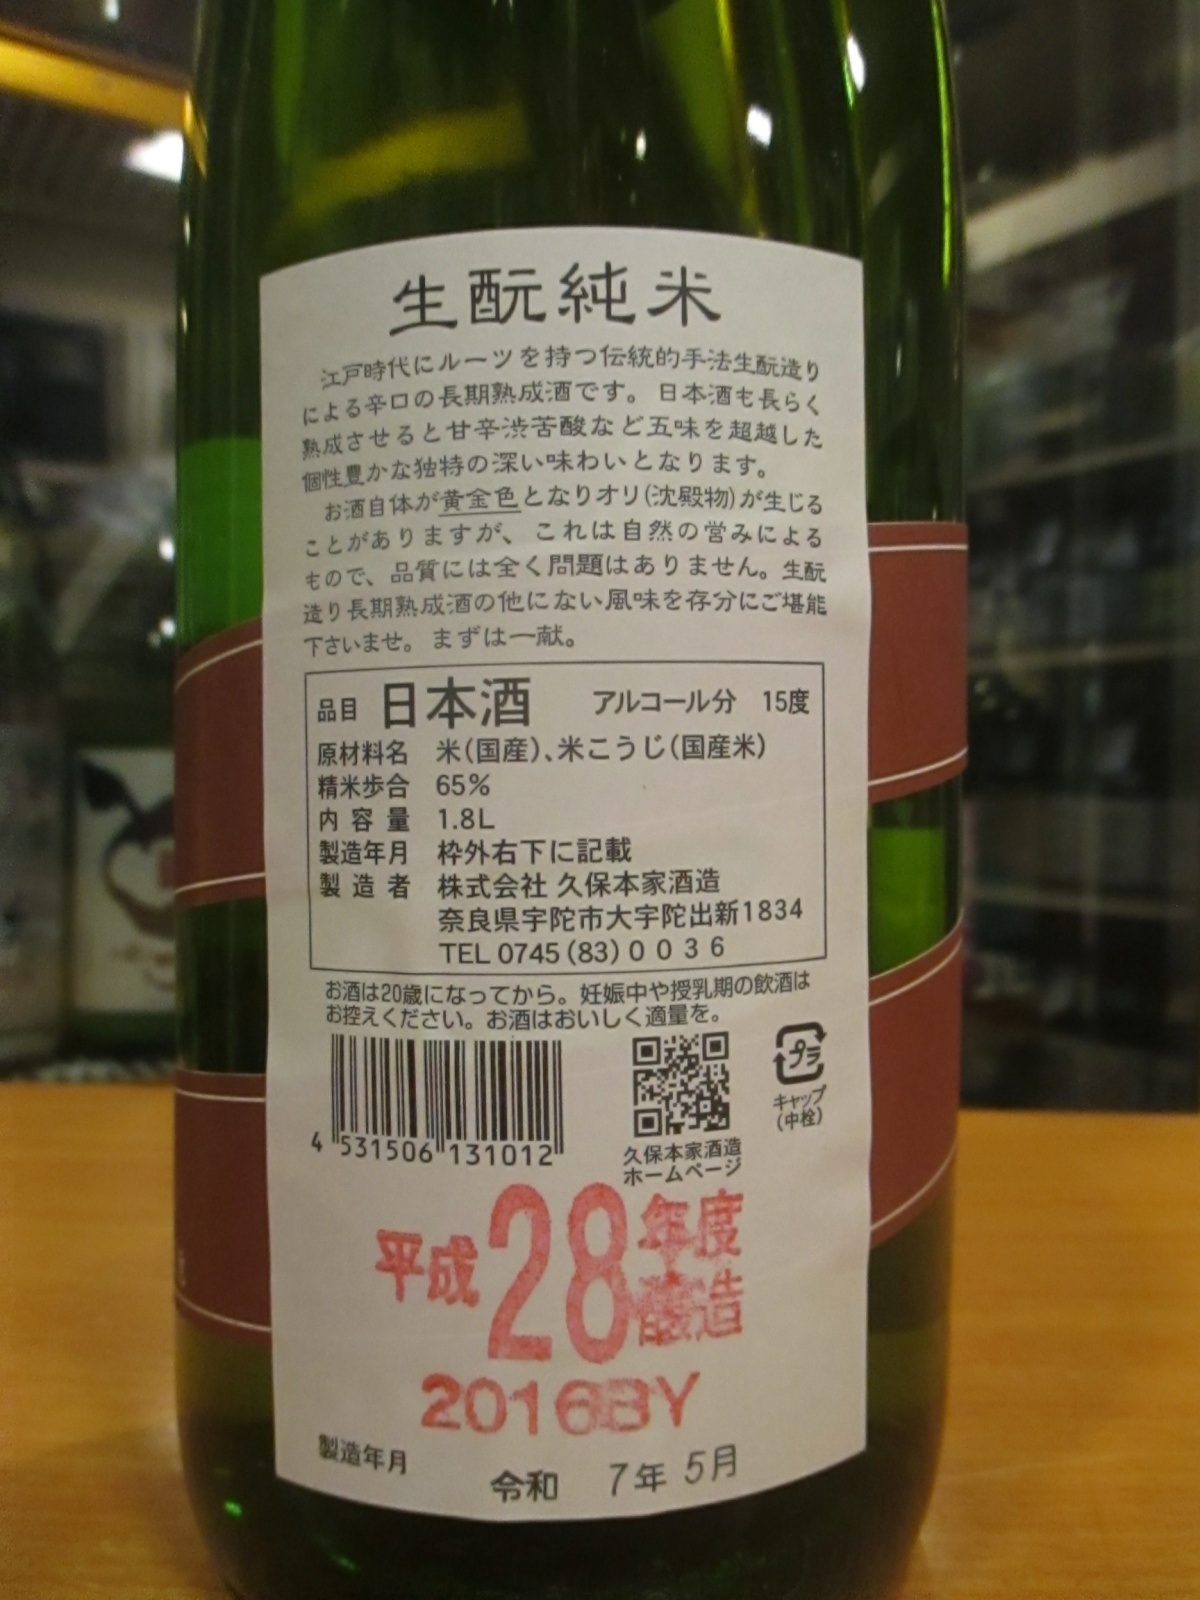 生酛純米
江戸時代にルーツを持つ伝統的手法生酛造り
による辛口の長期熟成酒です。日本酒も長らく
熟成させると甘辛渋苦酸など五味を超越した
個性豊かな独特の深い味わいとなります。
お酒自体が黄金色となりオリ(沈殿物)が生じる
ことがありますが、これは自然の営みによる
もので、品質には全く問題はありません。生酛
造り長期熟成酒の他にない風味を存分にご堪能
下さいませ。まずは一献。
品目 日本酒 アルコール分 15度
原材料名 米(国産)、米こうじ(国産米)
精米歩合 65%
内容量 1.8L
製造年月 枠外右下に記載
製造者 株式会社 久保本家酒造
奈良県宇陀市大宇陀出新1834
TEL 0745(83)0036
お酒は20歳になってから。妊娠中や授乳期の飲酒は
お控えください。お酒はおいしく適量を。
4 531506 131012
久保本家酒造
ホームページ
プラ
キャップ
(中栓)
平成28年度
醸造
2016BY
製造年月 令和 7年 5月